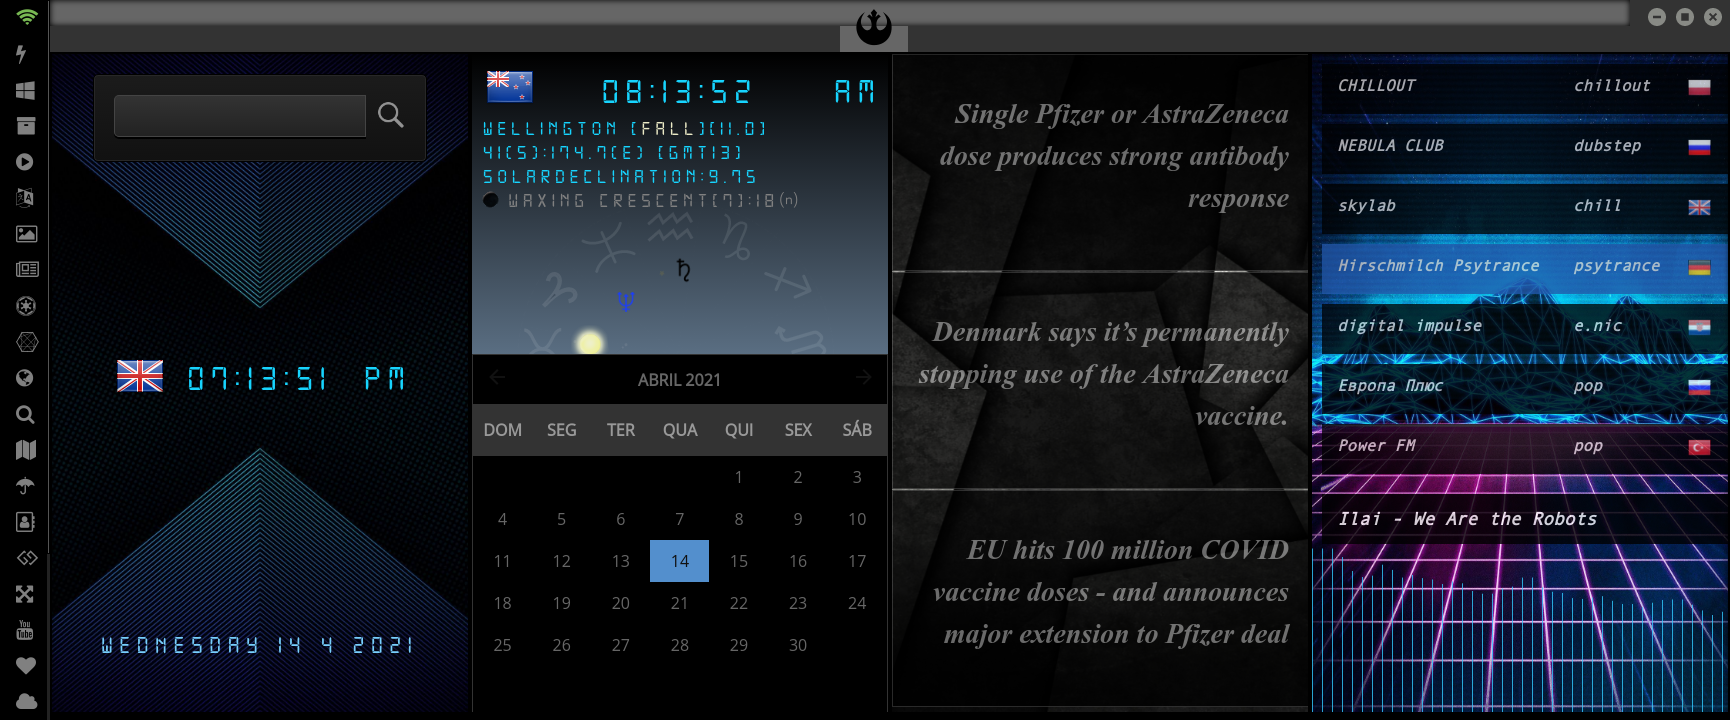 08:13:52 AM
WELLINGTON [FALL][11.0]
41(S):174.7(E) [GMT13]
SOLARDECLINATION:9.75
WAXING CRESCENT[7]:18(n)
07:13:51 PM
WEDNESDAY 14 4 2021
ABRIL 2021
DOM SEG TER QUA QUI SEX SÁB
1 2 3
4 5 6 7 8 9 10
11 12 13 14 15 16 17
18 19 20 21 22 23 24
25 26 27 28 29 30
Single Pfizer or AstraZeneca
dose produces strong antibody
response
Denmark says it’s permanently
stopping use of the AstraZeneca
vaccine.
EU hits 100 million COVID
vaccine doses - and announces
major extension to Pfizer deal
CHILLOUT chillout
NEBULA CLUB dubstep
skylab chill
Hirschmilch Psytrance psytrance
digital impulse e.nic
Европа Плюс pop
Power FM pop
Ilai - We Are the Robots
You
Tube